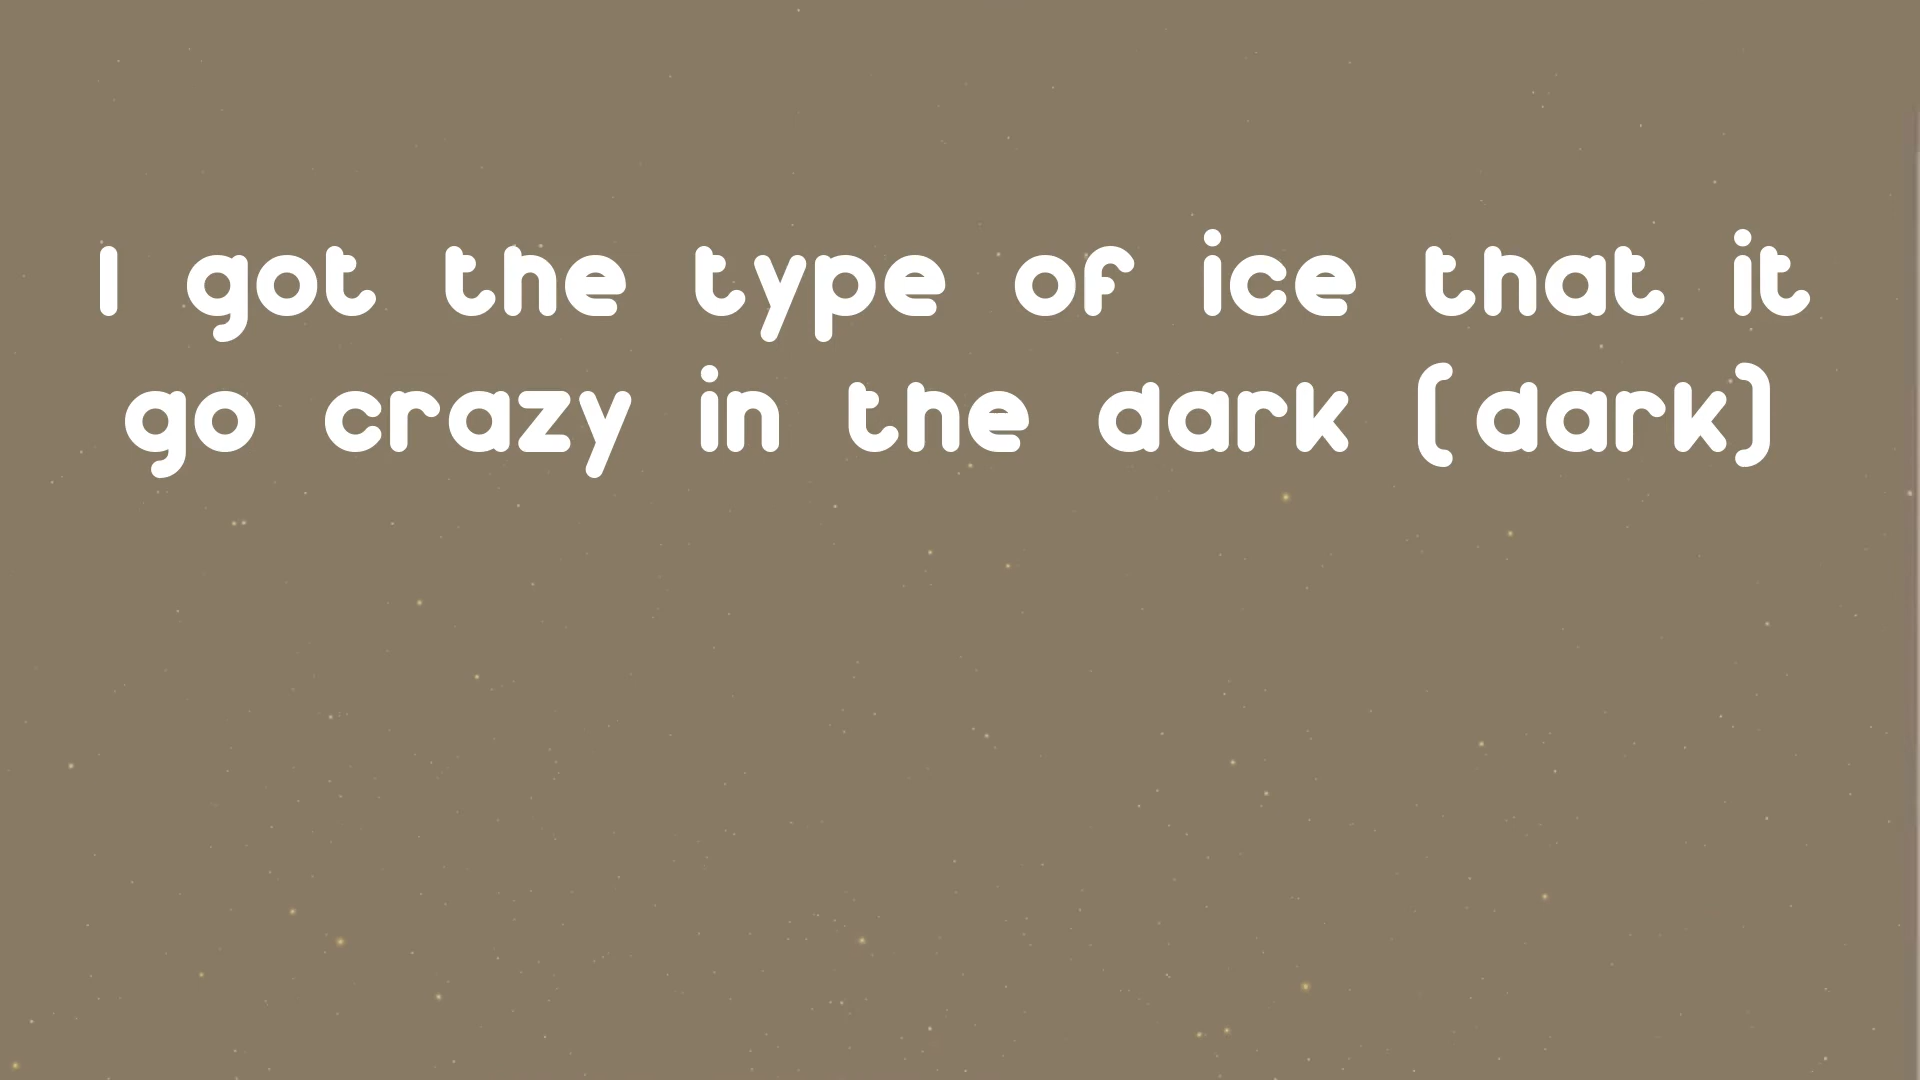 I got the type of ice that it
go crazy in the dark (dark)